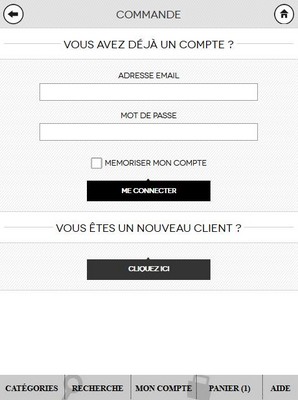 COMMANDE
VOUS AVEZ DÉJÀ UN COMPTE ?
ADRESSE EMAIL
MOT DE PASSE
MEMORISER MON COMPTE
ME CONNECTER
VOUS ÊTES UN NOUVEAU CLIENT ?
CLIQUEZ ICI
CATÉGORIES RECHERCHE MON COMPTE PANIER (1) AIDE